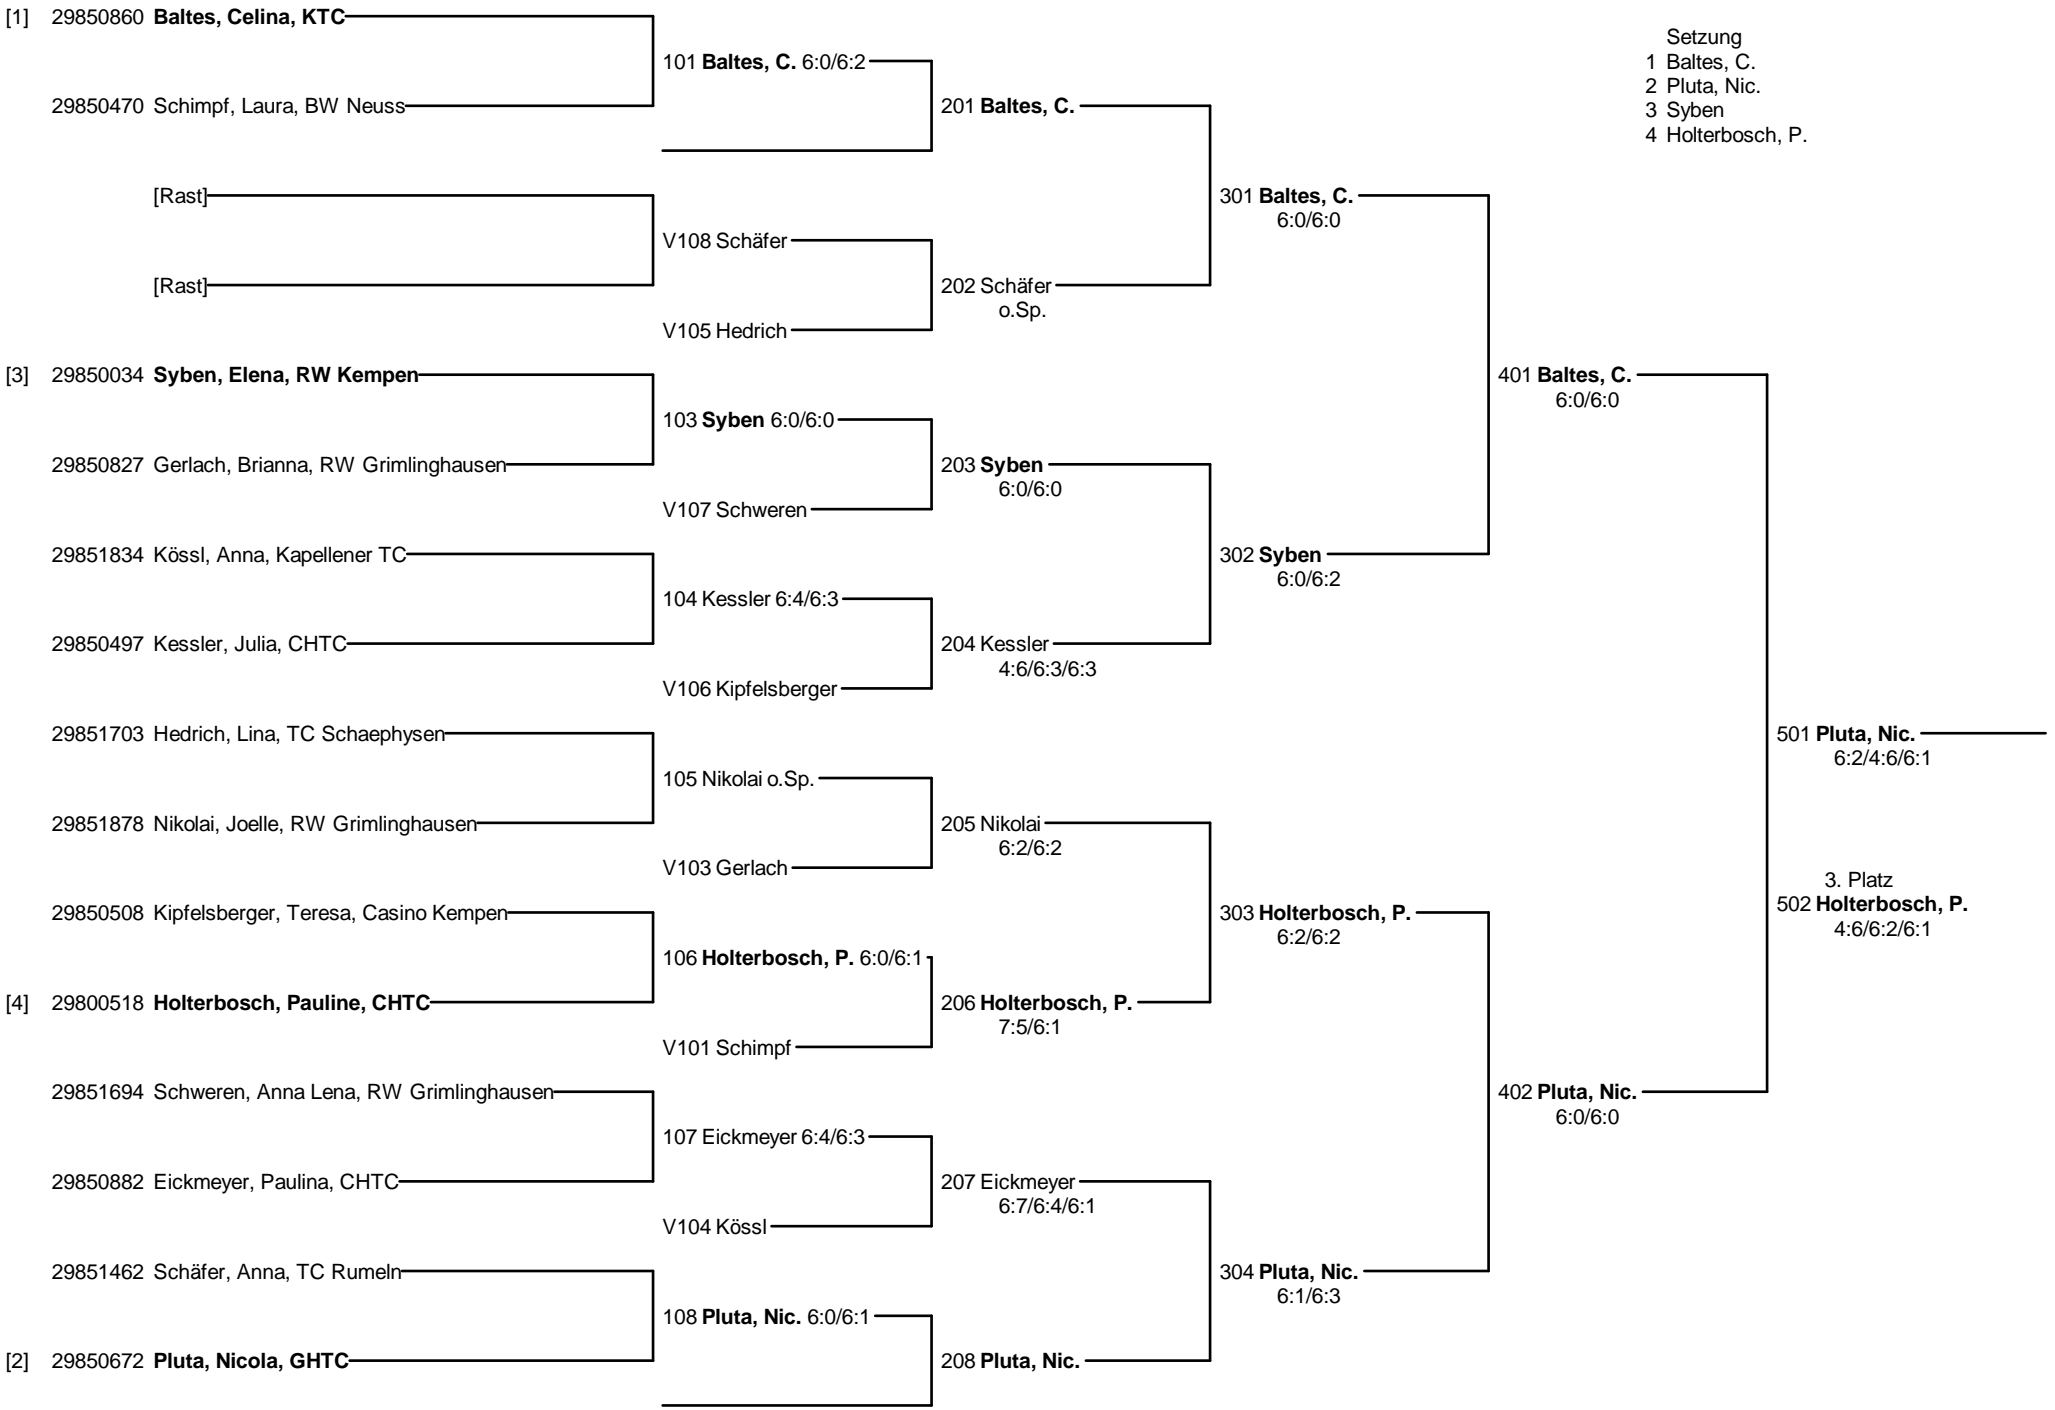 [1] 29850860 Baltes, Celina, KTC
Setzung
1 Baltes, C.
2 Pluta, Nic.
3 Syben
4 Holterbosch, P.
101 Baltes, C. 6:0/6:2
29850470 Schimpf, Laura, BW Neuss
201 Baltes, C.
[Rast]
301 Baltes, C.
6:0/6:0
V108 Schäfer
[Rast]
202 Schäfer
o.Sp.
V105 Hedrich
[3] 29850034 Syben, Elena, RW Kempen
401 Baltes, C.
6:0/6:0
103 Syben 6:0/6:0
29850827 Gerlach, Brianna, RW Grimlinghausen
203 Syben
6:0/6:0
V107 Schweren
29851834 Kössl, Anna, Kapellener TC
302 Syben
6:0/6:2
104 Kessler 6:4/6:3
29850497 Kessler, Julia, CHTC
204 Kessler
4:6/6:3/6:3
V106 Kipfelsberger
29851703 Hedrich, Lina, TC Schaephysen
501 Pluta, Nic.
6:2/4:6/6:1
105 Nikolai o.Sp.
29851878 Nikolai, Joelle, RW Grimlinghausen
205 Nikolai
6:2/6:2
V103 Gerlach
3. Platz
502 Holterbosch, P.
4:6/6:2/6:1
29850508 Kipfelsberger, Teresa, Casino Kempen
303 Holterbosch, P.
6:2/6:2
106 Holterbosch, P. 6:0/6:1
[4] 29800518 Holterbosch, Pauline, CHTC
206 Holterbosch, P.
7:5/6:1
V101 Schimpf
29851694 Schweren, Anna Lena, RW Grimlinghausen
402 Pluta, Nic.
6:0/6:0
107 Eickmeyer 6:4/6:3
29850882 Eickmeyer, Paulina, CHTC
207 Eickmeyer
6:7/6:4/6:1
V104 Kössl
29851462 Schäfer, Anna, TC Rumeln
304 Pluta, Nic.
6:1/6:3
108 Pluta, Nic. 6:0/6:1
[2] 29850672 Pluta, Nicola, GHTC
208 Pluta, Nic.